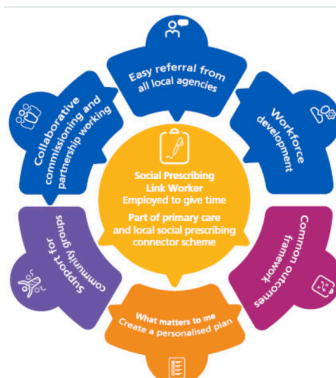 Easy referral from
all local agencies
Workforce
development
Common outcomes
framework
What matters to me
Create a personalised plan
Support for
community groups
Collaborative
commissioning and
partnership working
Social Prescribing
Link Worker
Employed to give time
Part of primary care
and local social prescribing
connector scheme